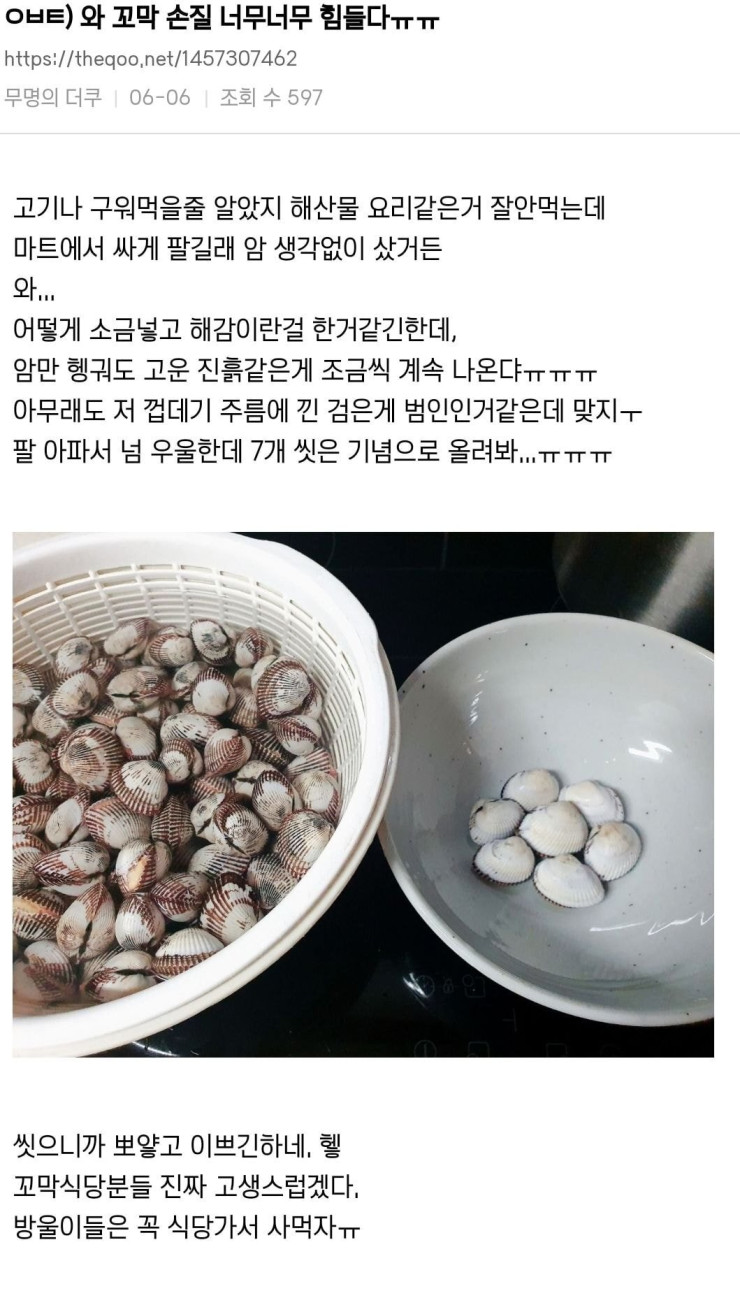 ㅇㅂㅌ) 와 꼬막 손질 너무너무 힘들다ㅠㅠ
https://theqoo.net/1457307462
무명의 더쿠 | 06-06 | 조회 수 597
고기나 구워먹을줄 알았지 해산물 요리같은거 잘안먹는데
마트에서 싸게 팔길래 암 생각없이 샀거든
와...
어떻게 소금넣고 해감이란걸 한거같긴한데,
암만 헹궈도 고운 진흙같은게 조금씩 계속 나온댜ㅠㅠㅠ
아무래도 저 껍데기 주름에 낀 검은게 범인인거같은데 맞지ㅜ
팔 아파서 넘 우울한데 7개 씻은 기념으로 올려봐...ㅠㅠㅠ
씻으니까 뽀얗고 이쁘긴하네. 헿
꼬막식당분들 진짜 고생스럽겠다.
방울이들은 꼭 식당가서 사먹자ㅠ